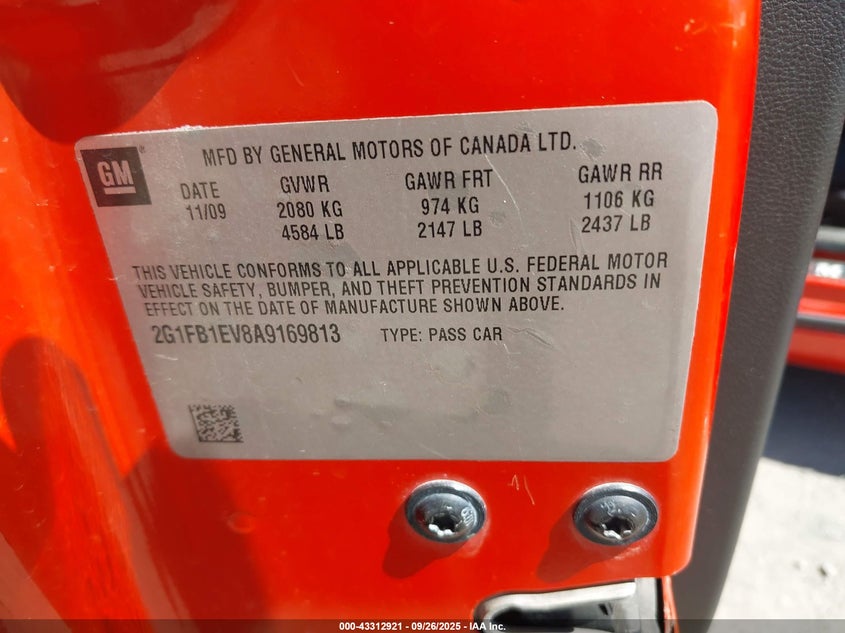 GM
MFD BY GENERAL MOTORS OF CANADA LTD.
DATE GVWR GAWR FRT GAWR RR
11/09 2080 KG 974 KG 1106 KG
4584 LB 2147 LB 2437 LB
THIS VEHICLE CONFORMS TO ALL APPLICABLE U.S. FEDERAL MOTOR
VEHICLE SAFETY, BUMPER, AND THEFT PREVENTION STANDARDS IN
EFFECT ON THE DATE OF MANUFACTURE SHOWN ABOVE.
2G1FB1EV8A9169813 TYPE: PASS CAR
000-43312921 - 09/26/2025 - IAA Inc.